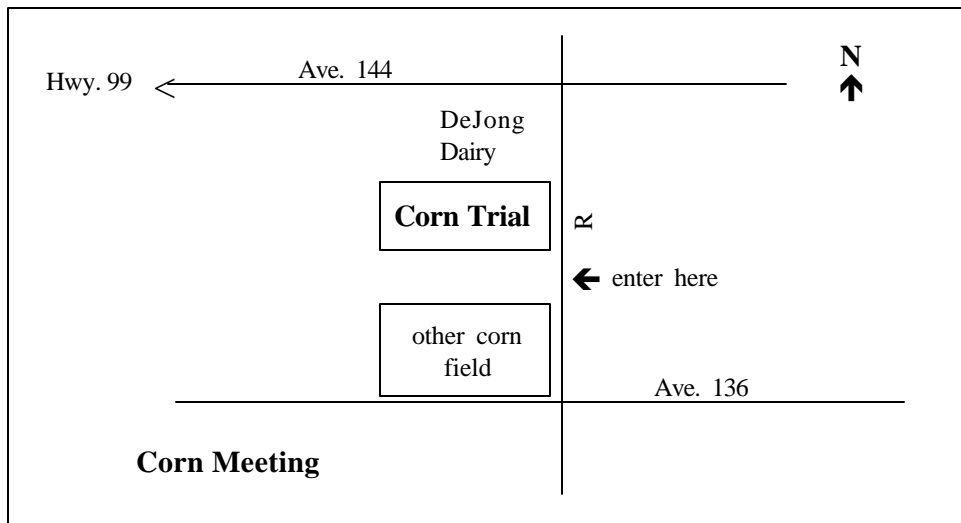 N
Ave. 144
Hwy. 99
DeJong
Dairy
Corn Trial
R
enter here
other corn
field
Ave. 136
Corn Meeting